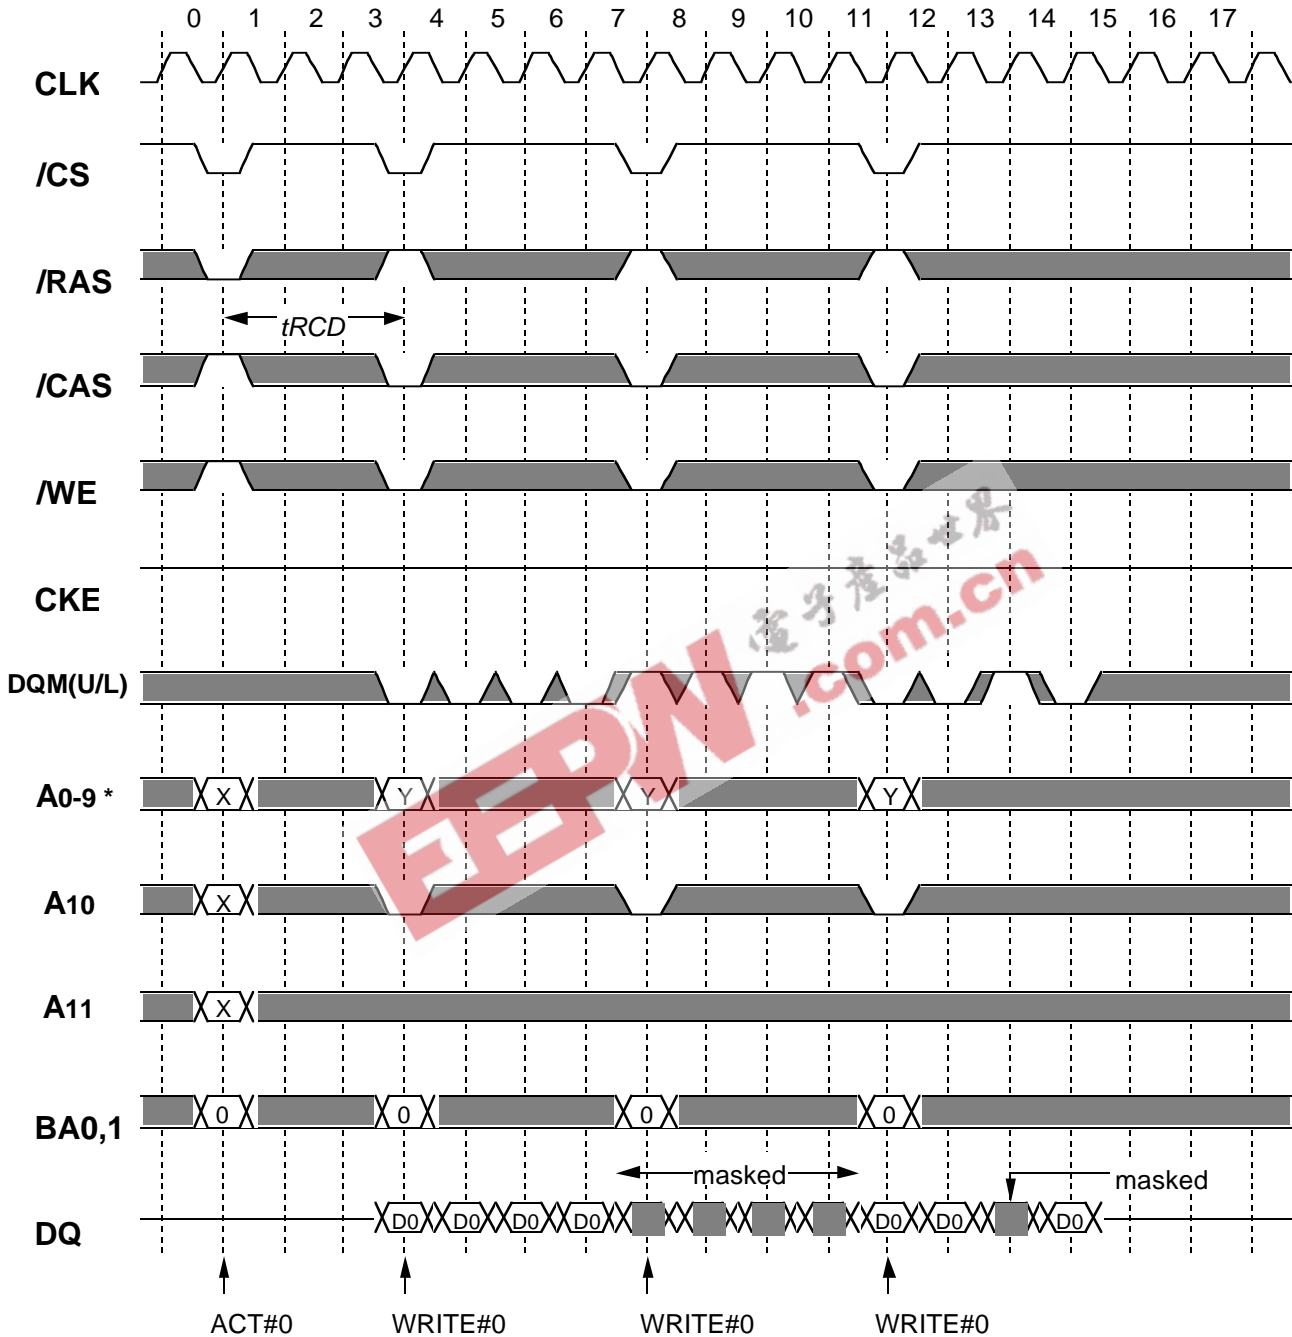 0 1 2 3 4 5 6 7 8 9 10 11 12 13 14 15 16 17
CLK
/CS
/RAS
tRCD
/CAS
/WE
電子產品世界
.com.cn
CKE
EEPW
DQM(U/L)
A0-9 * X Y Y Y
A10 X
A11 X
BA0,1 0 0 0 0
masked masked
DQ D0 D0 D0 D0 D0 D0 D0
ACT#0 WRITE#0 WRITE#0 WRITE#0